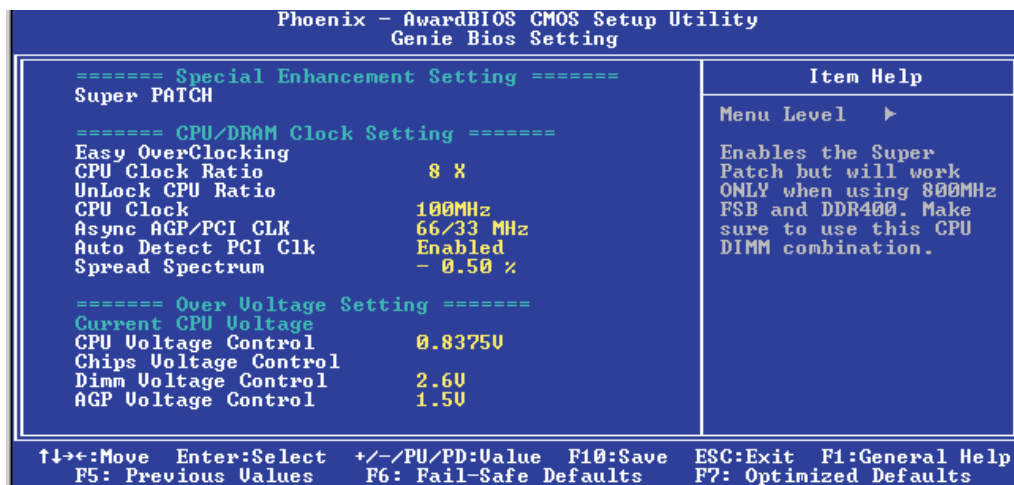 Phoenix - AwardBIOS CMOS Setup Utility
Genie Bios Setting
======= Special Enhancement Setting =======
Super PATCH
======= CPU/DRAM Clock Setting =======
Easy OverClocking
CPU Clock Ratio 8 X
UnLock CPU Ratio
CPU Clock 100MHz
Async AGP/PCI CLK 66/33 MHz
Auto Detect PCI Clk Enabled
Spread Spectrum - 0.50 %
======= Over Voltage Setting =======
Current CPU Voltage
CPU Voltage Control 0.8375V
Chips Voltage Control
Dimm Voltage Control 2.6V
AGP Voltage Control 1.5V
Item Help
Menu Level ▶
Enables the Super
Patch but will work
ONLY when using 800MHz
FSB and DDR400. Make
sure to use this CPU
DIMM combination.
↑↓→←:Move Enter:Select +/-/PU/PD:Value F10:Save ESC:Exit F1:General Help
F5: Previous Values F6: Fail-Safe Defaults F7: Optimized Defaults